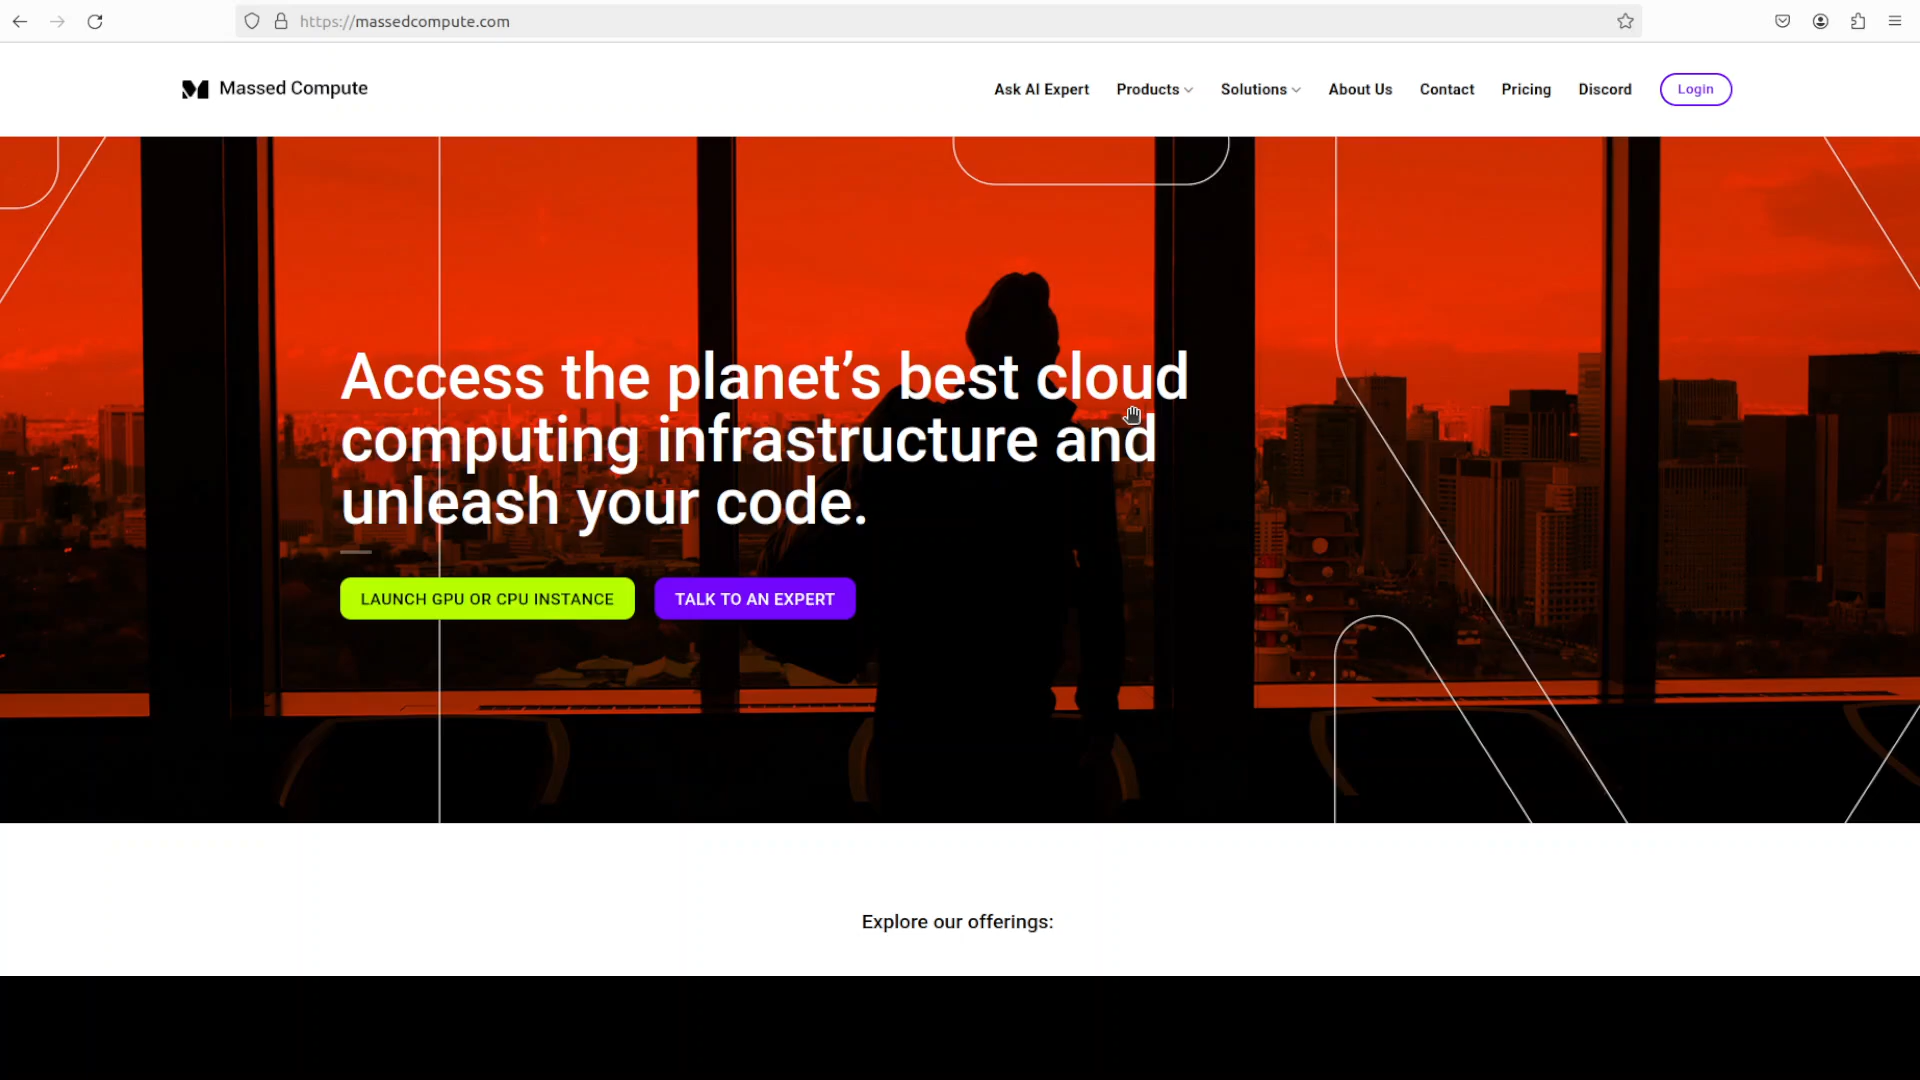 https://massedcompute.com
Massed Compute
Ask AI Expert
Products
Solutions
About Us
Contact
Pricing
Discord
Login
Access the planet’s best cloud
computing infrastructure and
unleash your code.
LAUNCH GPU OR CPU INSTANCE
TALK TO AN EXPERT
Explore our offerings: